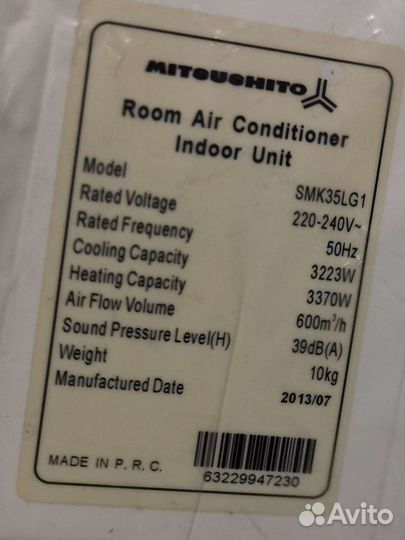 MITSUSHITO
Room Air Conditioner
Indoor Unit
Model SMK35LG1
Rated Voltage 220-240V~
Rated Frequency 50Hz
Cooling Capacity 3223W
Heating Capacity 3370W
Air Flow Volume 600m³/h
Sound Pressure Level(H) 39dB(A)
Weight 10kg
Manufactured Date 2013/07
MADE IN P. R. C.
63229947230
Avito